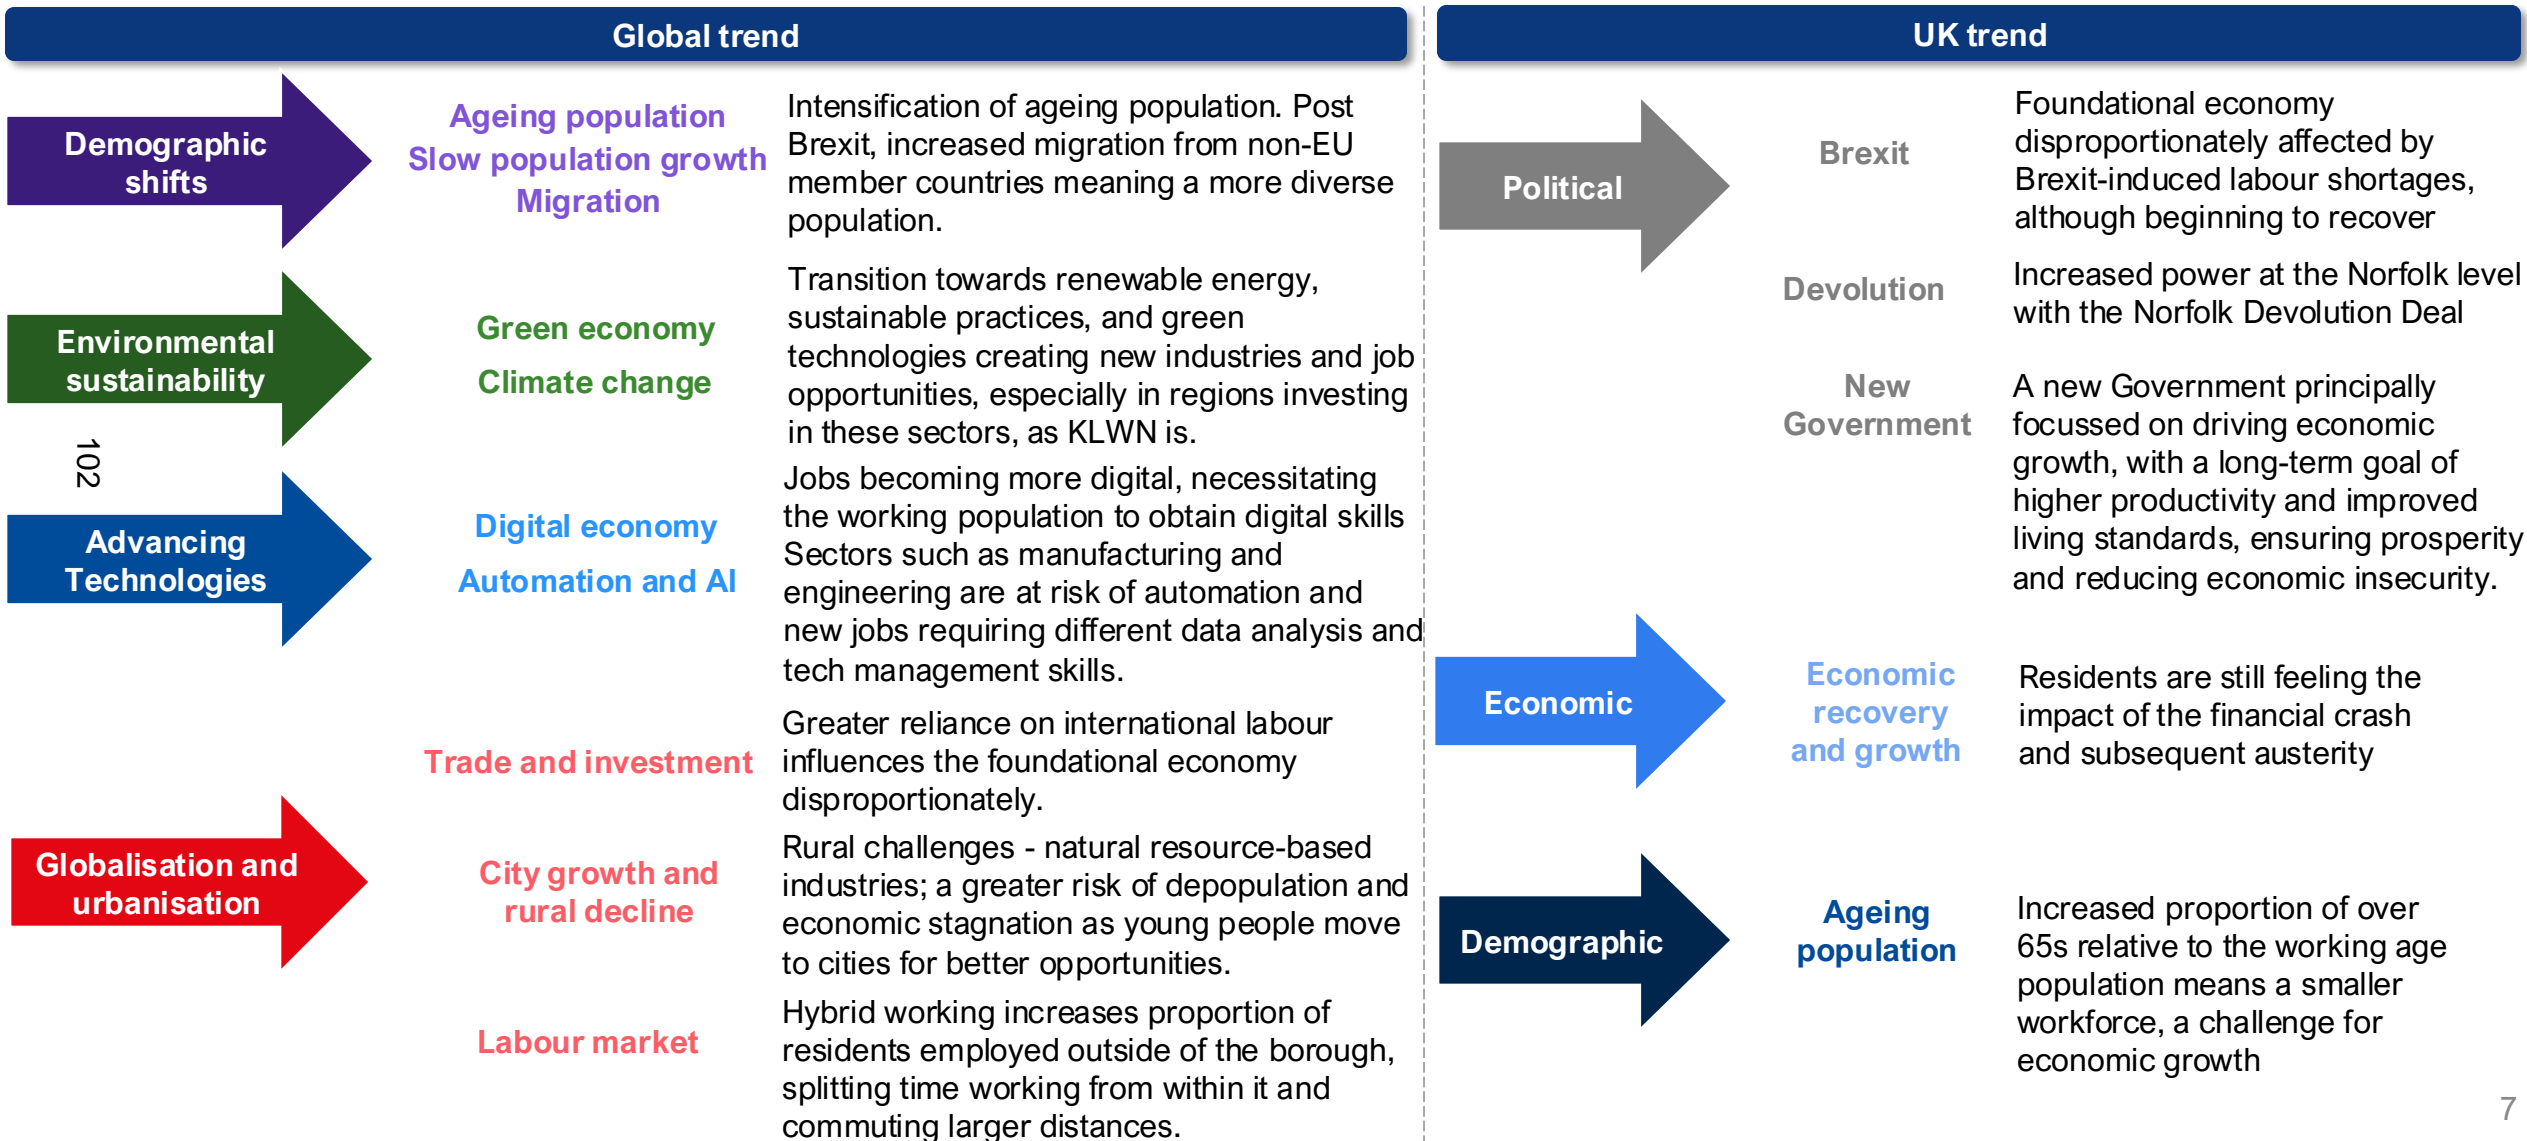 Global trend
Demographic
shifts
Ageing population
Slow population growth
Migration
Intensification of ageing population. Post
Brexit, increased migration from non-EU
member countries meaning a more diverse
population.
Environmental
sustainability
Green economy
Climate change
Transition towards renewable energy,
sustainable practices, and green
technologies creating new industries and job
opportunities, especially in regions investing
in these sectors, as KLWN is.
102
Advancing
Technologies
Digital economy
Automation and AI
Jobs becoming more digital, necessitating
the working population to obtain digital skills
Sectors such as manufacturing and
engineering are at risk of automation and
new jobs requiring different data analysis and
tech management skills.
Globalisation and
urbanisation
Trade and investment
Greater reliance on international labour
influences the foundational economy
disproportionately.
City growth and
rural decline
Rural challenges - natural resource-based
industries; a greater risk of depopulation and
economic stagnation as young people move
to cities for better opportunities.
Labour market
Hybrid working increases proportion of
residents employed outside of the borough,
splitting time working from within it and
commuting larger distances.
UK trend
Political
Brexit
Foundational economy
disproportionately affected by
Brexit-induced labour shortages,
although beginning to recover
Devolution
Increased power at the Norfolk level
with the Norfolk Devolution Deal
New
Government
A new Government principally
focussed on driving economic
growth, with a long-term goal of
higher productivity and improved
living standards, ensuring prosperity
and reducing economic insecurity.
Economic
Economic
recovery
and growth
Residents are still feeling the
impact of the financial crash
and subsequent austerity
Demographic
Ageing
population
Increased proportion of over
65s relative to the working age
population means a smaller
workforce, a challenge for
economic growth
7